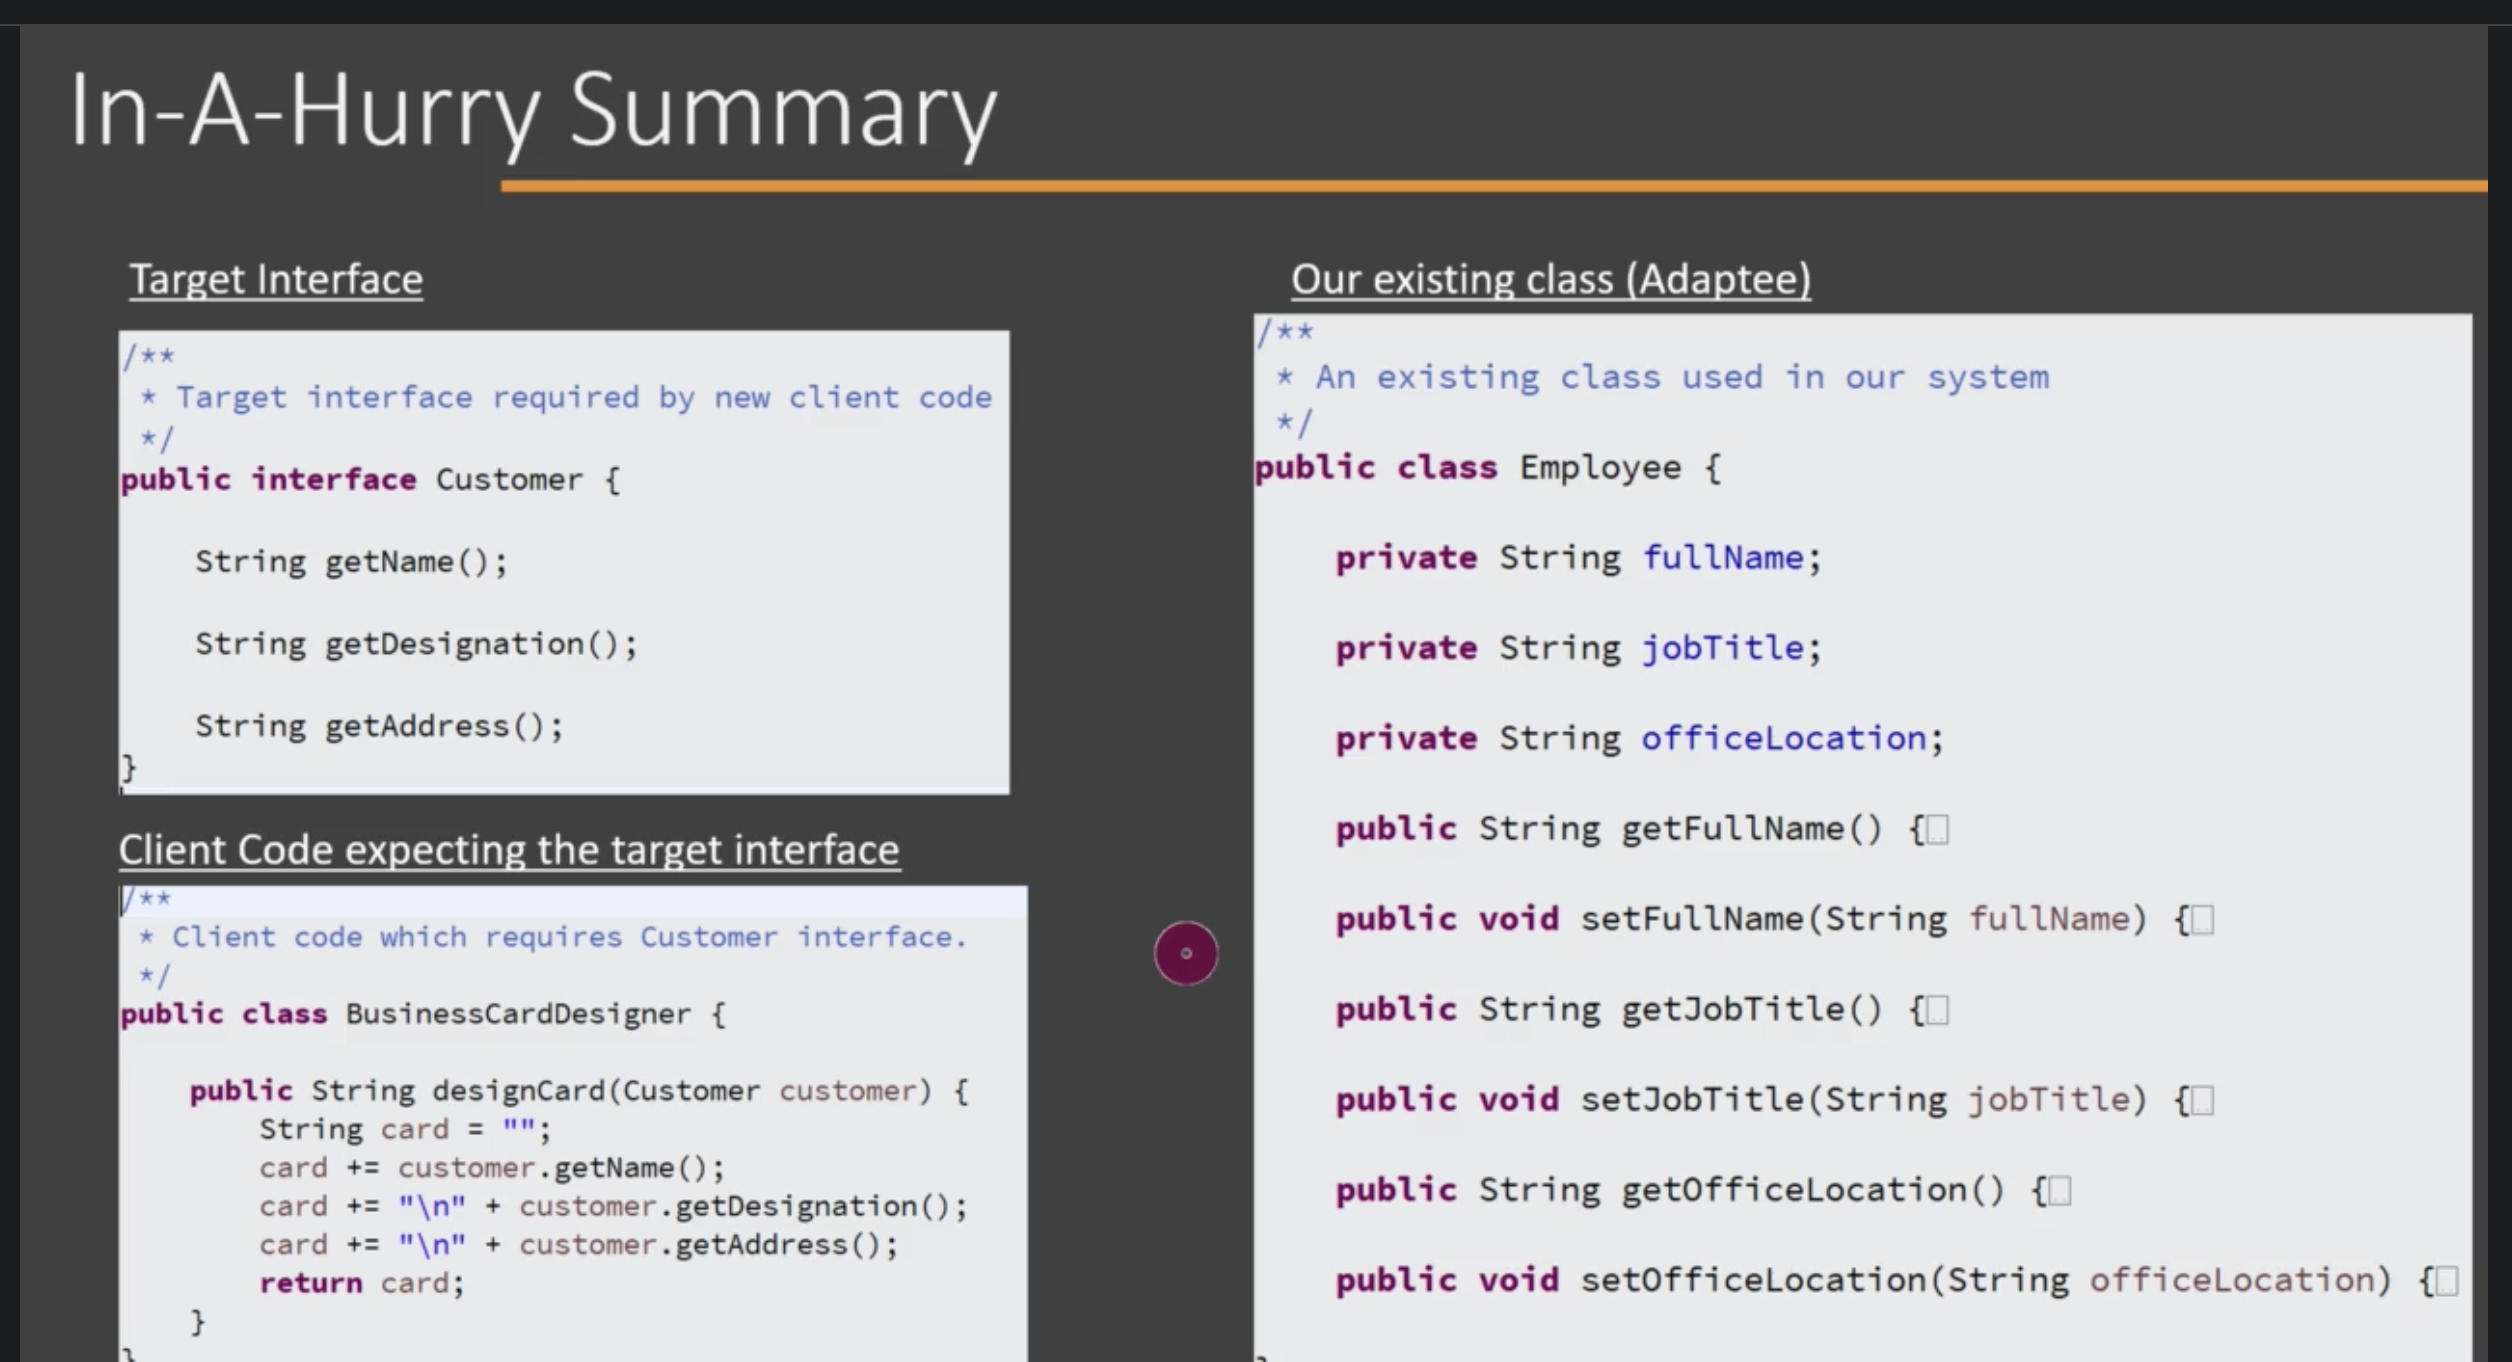 In-A-Hurry Summary
Target Interface
/**
* Target interface required by new client code
*/
public interface Customer {
String getName();
String getDesignation();
String getAddress();
}
Client Code expecting the target interface
/**
* Client code which requires Customer interface.
*/
public class BusinessCardDesigner {
public String designCard(Customer customer) {
String card = "";
card += customer.getName();
card += "\n" + customer.getDesignation();
card += "\n" + customer.getAddress();
return card;
}
}
Our existing class (Adaptee)
/**
* An existing class used in our system
*/
public class Employee {
private String fullName;
private String jobTitle;
private String officeLocation;
public String getFullName() {
public void setFullName(String fullName) {
public String getJobTitle() {
public void setJobTitle(String jobTitle) {
public String getOfficeLocation() {
public void setOfficeLocation(String officeLocation) {
}